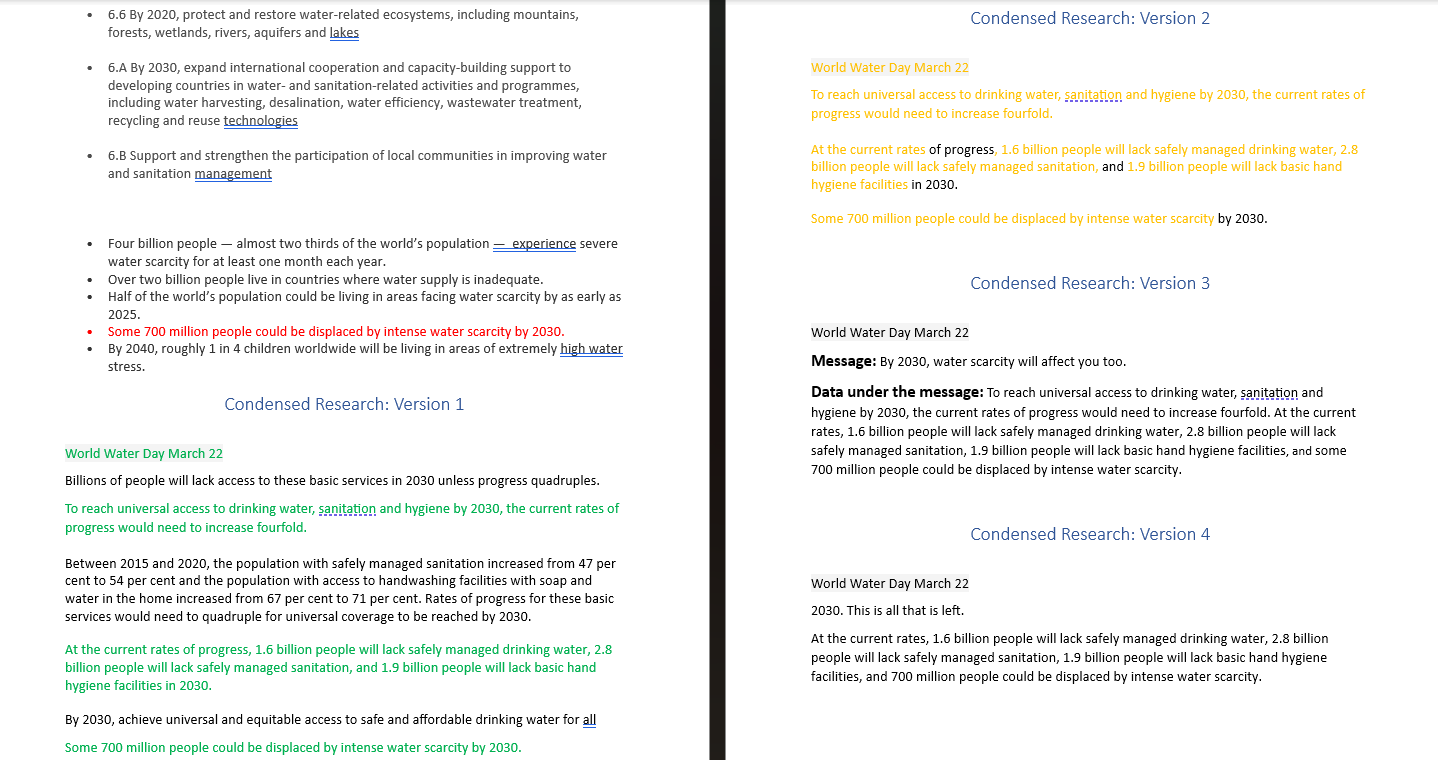 • 6.6 By 2020, protect and restore water-related ecosystems, including mountains,
forests, wetlands, rivers, aquifers and lakes
• 6.A By 2030, expand international cooperation and capacity-building support to
developing countries in water- and sanitation-related activities and programmes,
including water harvesting, desalination, water efficiency, wastewater treatment,
recycling and reuse technologies
• 6.B Support and strengthen the participation of local communities in improving water
and sanitation management
• Four billion people — almost two thirds of the world’s population — experience severe
water scarcity for at least one month each year.
• Over two billion people live in countries where water supply is inadequate.
• Half of the world’s population could be living in areas facing water scarcity by as early as
2025.
• Some 700 million people could be displaced by intense water scarcity by 2030.
• By 2040, roughly 1 in 4 children worldwide will be living in areas of extremely high water
stress.
Condensed Research: Version 1
World Water Day March 22
Billions of people will lack access to these basic services in 2030 unless progress quadruples.
To reach universal access to drinking water, sanitation and hygiene by 2030, the current rates of
progress would need to increase fourfold.
Between 2015 and 2020, the population with safely managed sanitation increased from 47 per
cent to 54 per cent and the population with access to handwashing facilities with soap and
water in the home increased from 67 per cent to 71 per cent. Rates of progress for these basic
services would need to quadruple for universal coverage to be reached by 2030.
At the current rates of progress, 1.6 billion people will lack safely managed drinking water, 2.8
billion people will lack safely managed sanitation, and 1.9 billion people will lack basic hand
hygiene facilities in 2030.
By 2030, achieve universal and equitable access to safe and affordable drinking water for all
Some 700 million people could be displaced by intense water scarcity by 2030.
Condensed Research: Version 2
World Water Day March 22
To reach universal access to drinking water, sanitation and hygiene by 2030, the current rates of
progress would need to increase fourfold.
At the current rates of progress, 1.6 billion people will lack safely managed drinking water, 2.8
billion people will lack safely managed sanitation, and 1.9 billion people will lack basic hand
hygiene facilities in 2030.
Some 700 million people could be displaced by intense water scarcity by 2030.
Condensed Research: Version 3
World Water Day March 22
Message: By 2030, water scarcity will affect you too.
Data under the message: To reach universal access to drinking water, sanitation and
hygiene by 2030, the current rates of progress would need to increase fourfold. At the current
rates, 1.6 billion people will lack safely managed drinking water, 2.8 billion people will lack
safely managed sanitation, 1.9 billion people will lack basic hand hygiene facilities, and some
700 million people could be displaced by intense water scarcity.
Condensed Research: Version 4
World Water Day March 22
2030. This is all that is left.
At the current rates, 1.6 billion people will lack safely managed drinking water, 2.8 billion
people will lack safely managed sanitation, 1.9 billion people will lack basic hand hygiene
facilities, and 700 million people could be displaced by intense water scarcity.